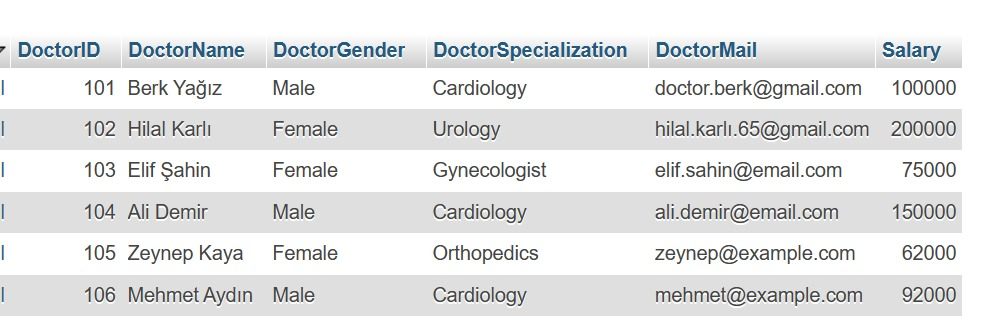 DoctorID DoctorName DoctorGender DoctorSpecialization DoctorMail Salary
101 Berk Yağız Male Cardiology doctor.berk@gmail.com 100000
102 Hilal Karlı Female Urology hilal.karlı.65@gmail.com 200000
103 Elif Şahin Female Gynecologist elif.sahin@email.com 75000
104 Ali Demir Male Cardiology ali.demir@email.com 150000
105 Zeynep Kaya Female Orthopedics zeynep@example.com 62000
106 Mehmet Aydın Male Cardiology mehmet@example.com 92000